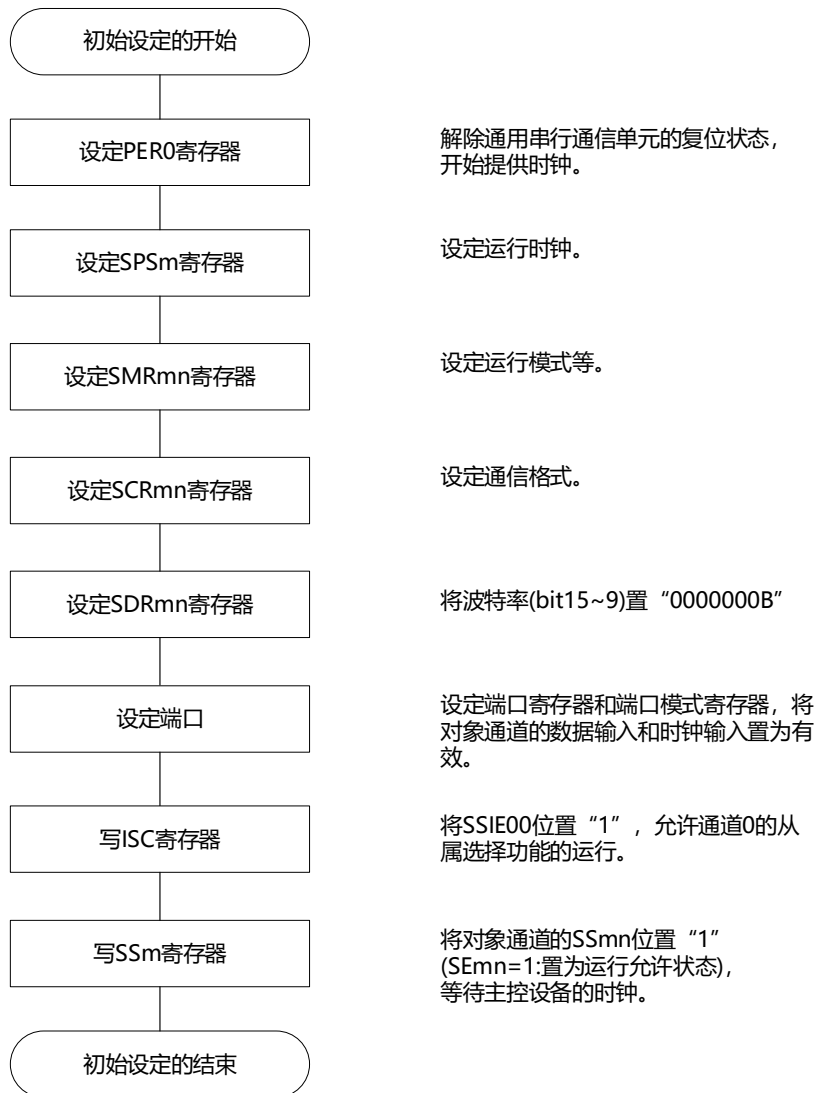 初始设定的开始
设定PER0寄存器
解除通用串行通信单元的复位状态，
开始提供时钟。
设定SPSm寄存器
设定运行时钟。
设定SMRmn寄存器
设定运行模式等。
设定SCRmn寄存器
设定通信格式。
设定SDRmn寄存器
将波特率(bit15~9)置“0000000B”
设定端口
设定端口寄存器和端口模式寄存器，将
对象通道的数据输入和时钟输入置为有
效。
写ISC寄存器
将SSIE00位置“1”，允许通道0的从
属选择功能的运行。
写SSm寄存器
将对象通道的SSmn位置“1”
(SEmn=1:置为运行允许状态)，
等待主控设备的时钟。
初始设定的结束